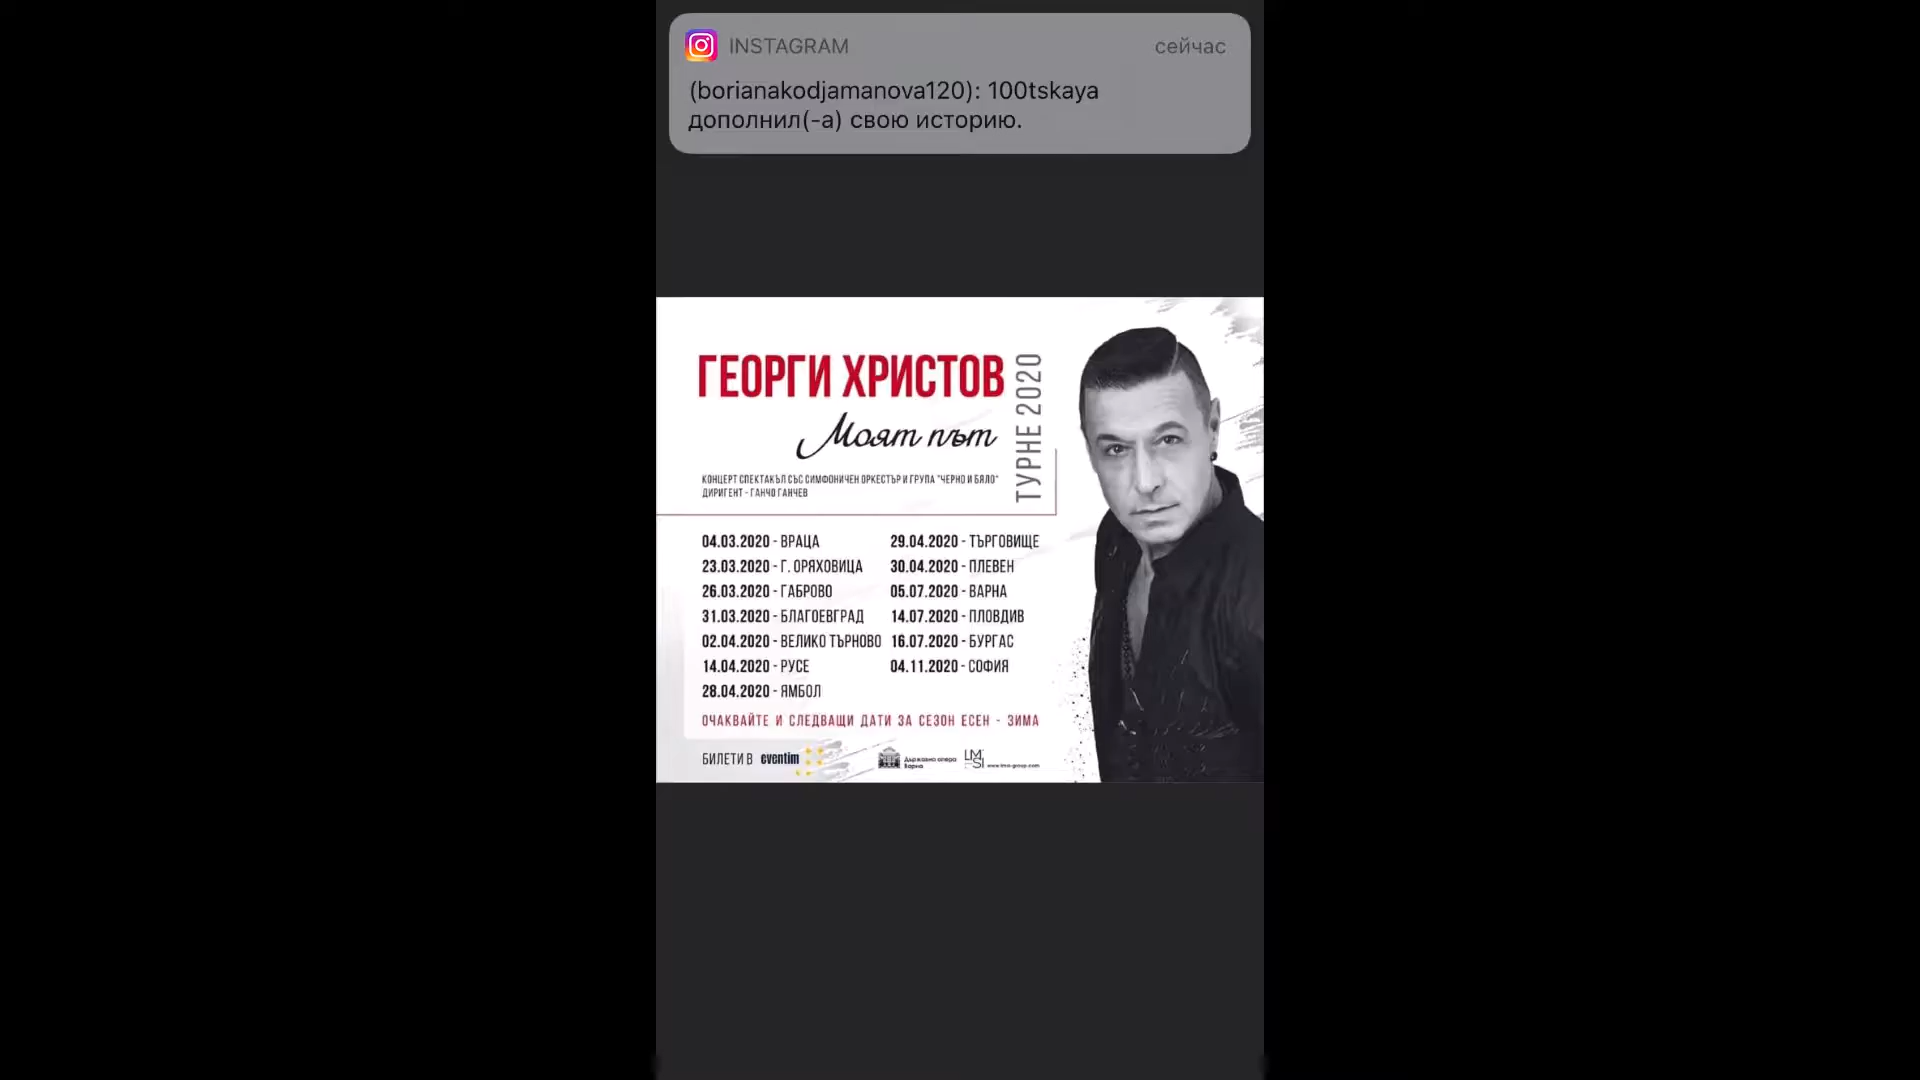 INSTAGRAM сейчас
(borianakodjamanova120): 100tskaya
дополнил(-а) свою историю.
ГЕОРГИ ХРИСТОВ
Моят път
ТУРНЕ 2020
КОНЦЕРТ СПЕКТАКЪЛ СЪС СИМФОНИЧЕН ОРКЕСТЪР И ГРУПА "ЧЕРНО И БЯЛО"
ДИРИГЕНТ - ГАНЧО ГАНЧЕВ
04.03.2020 - ВРАЦА
23.03.2020 - Г. ОРЯХОВИЦА
26.03.2020 - ГАБРОВО
31.03.2020 - БЛАГОЕВГРАД
02.04.2020 - ВЕЛИКО ТЪРНОВО
14.04.2020 - РУСЕ
28.04.2020 - ЯМБОЛ
29.04.2020 - ТЪРГОВИЩЕ
30.04.2020 - ПЛЕВЕН
05.07.2020 - ВАРНА
14.07.2020 - ПЛОВДИВ
16.07.2020 - БУРГАС
04.11.2020 - СОФИЯ
ОЧАКВАЙТЕ И СЛЕДВАЩИ ДАТИ ЗА СЕЗОН ЕСЕН - ЗИМА
БИЛЕТИ В eventim
Държавна опера
Варна